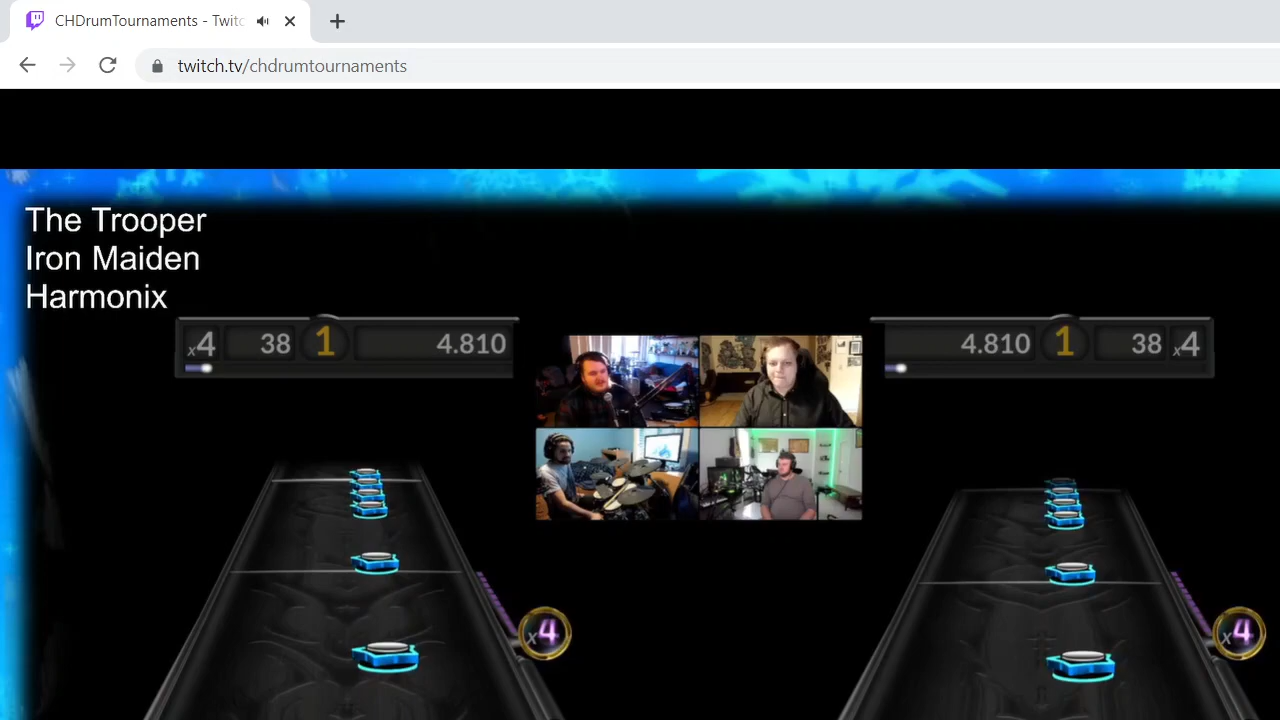 CHDrumTournaments - Twitc
twitch.tv/chdrumtournaments
The Trooper
Iron Maiden
Harmonix
x4 38 1 4.810
4.810 1 38 x4
x4
x4